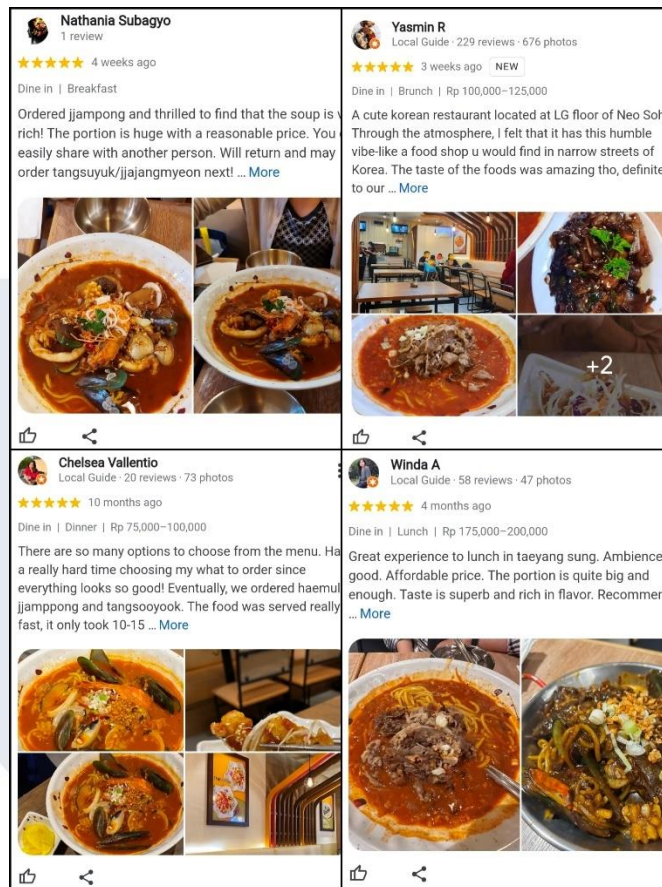 Nathania Subagyo
1 review
4 weeks ago
Dine in | Breakfast
Ordered jjampong and thrilled to find that the soup is
rich! The portion is huge with a reasonable price. You
easily share with another person. Will return and may
order tangsuyuk/jjajangmyeon next! ... More
Yasmin R
Local Guide · 229 reviews · 676 photos
3 weeks ago NEW
Dine in | Brunch | Rp 100,000–125,000
A cute korean restaurant located at LG floor of Neo Soh
Through the atmosphere, I felt that it has this humble
vibe-like a food shop u would find in narrow streets of
Korea. The taste of the foods was amazing tho, definite
to our ... More
+2
Chelsea Vallentio
Local Guide · 20 reviews · 73 photos
10 months ago
Dine in | Dinner | Rp 75,000–100,000
There are so many options to choose from the menu. Ha
a really hard time choosing my what to order since
everything looks so good! Eventually, we ordered haemul
jjamppong and tangsooyook. The food was served really
fast, it only took 10-15 ... More
Winda A
Local Guide · 58 reviews · 47 photos
4 months ago
Dine in | Lunch | Rp 175,000–200,000
Great experience to lunch in taeyang sung. Ambience
good. Affordable price. The portion is quite big and
enough. Taste is superb and rich in flavor. Recommen
... More